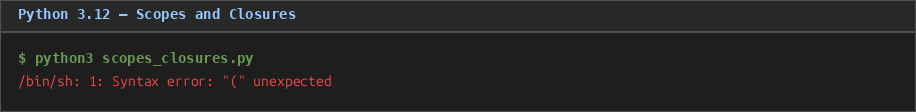 Python 3.12 — Scopes and Closures
$ python3 scopes_closures.py
/bin/sh: 1: Syntax error: "(" unexpected